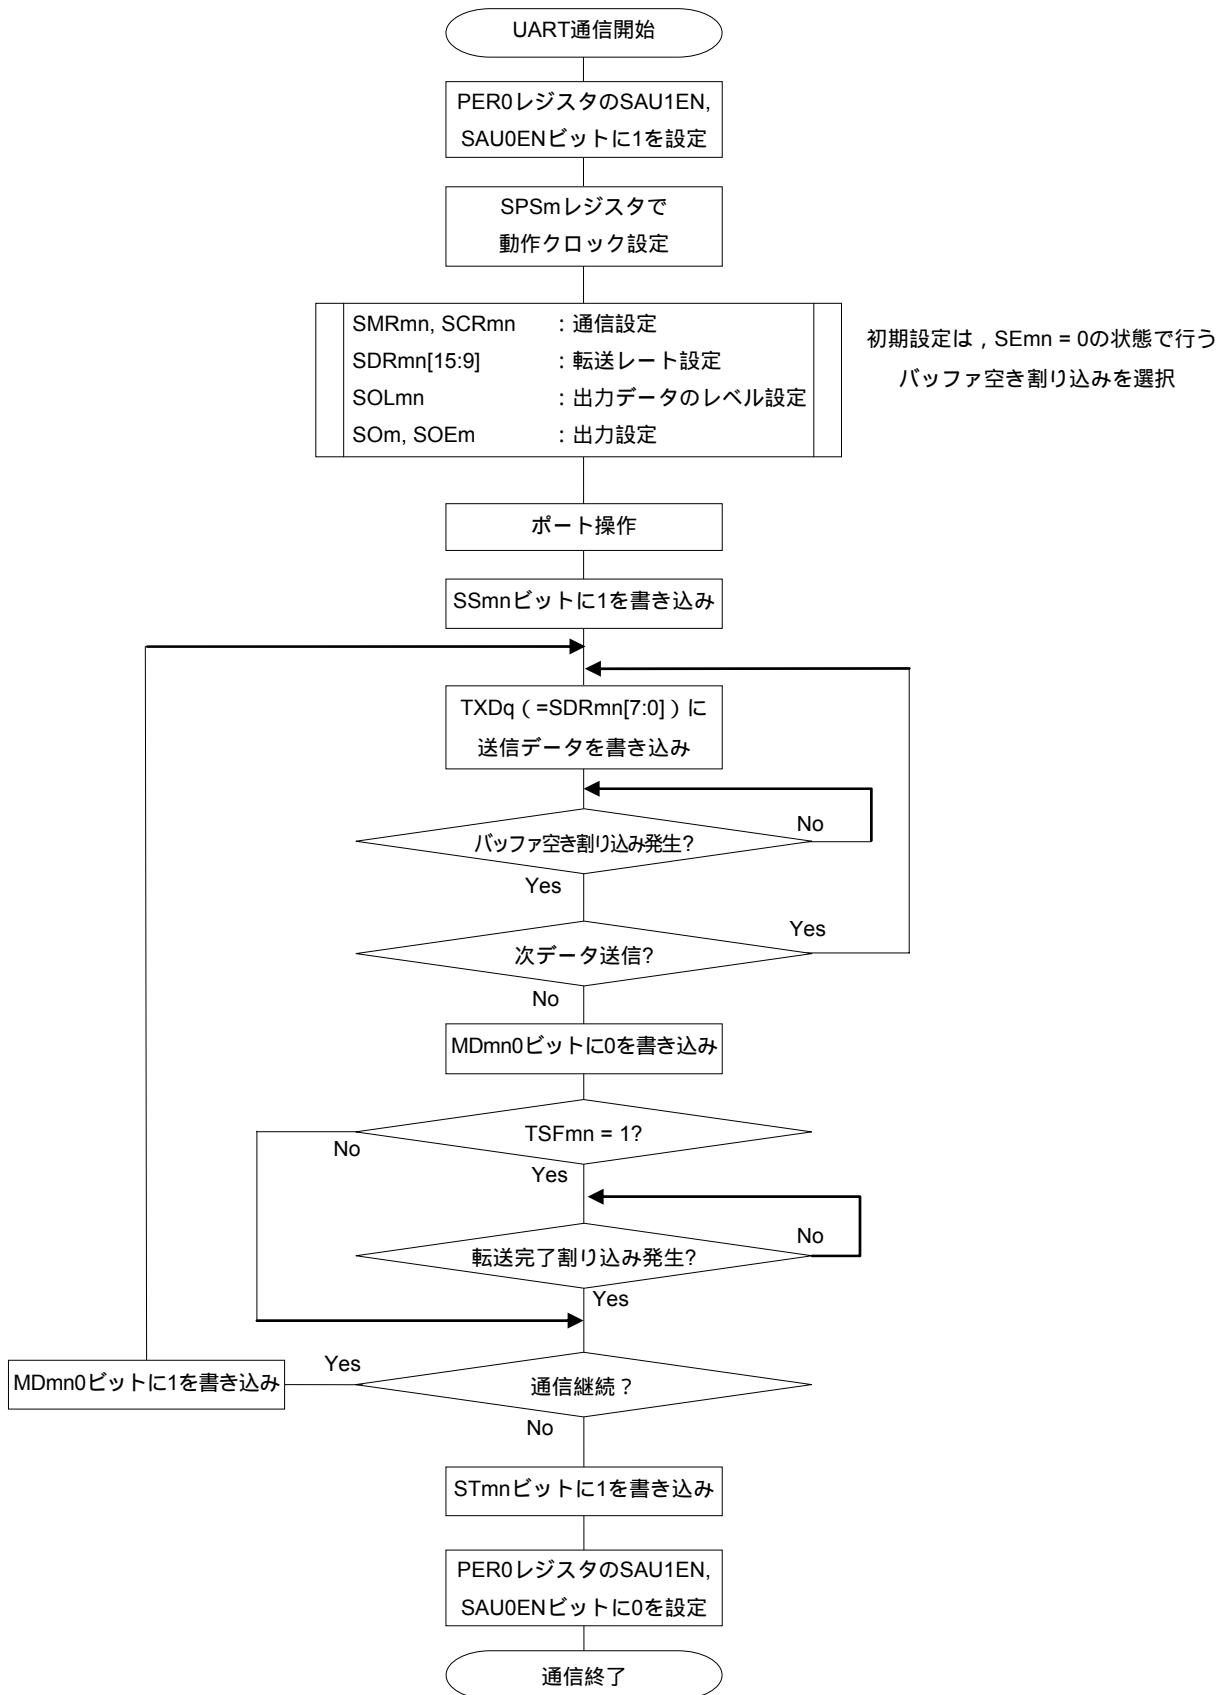 UART通信開始
PER0レジスタのSAU1EN,
SAU0ENビットに1を設定
SPSmレジスタで
動作クロック設定
SMRmn, SCRmn ：通信設定
SDRmn[15:9] ：転送レート設定
SOLmn ：出力データのレベル設定
SOm, SOEm ：出力設定
初期設定は，SEmn = 0の状態で行う
バッファ空き割り込みを選択
ポート操作
SSmnビットに1を書き込み
TXDq（=SDRmn[7:0]）に
送信データを書き込み
バッファ空き割り込み発生?
No
Yes
次データ送信?
Yes
No
MDmn0ビットに0を書き込み
TSFmn = 1?
No
Yes
転送完了割り込み発生?
No
Yes
通信継続？
Yes
MDmn0ビットに1を書き込み
No
STmnビットに1を書き込み
PER0レジスタのSAU1EN,
SAU0ENビットに0を設定
通信終了